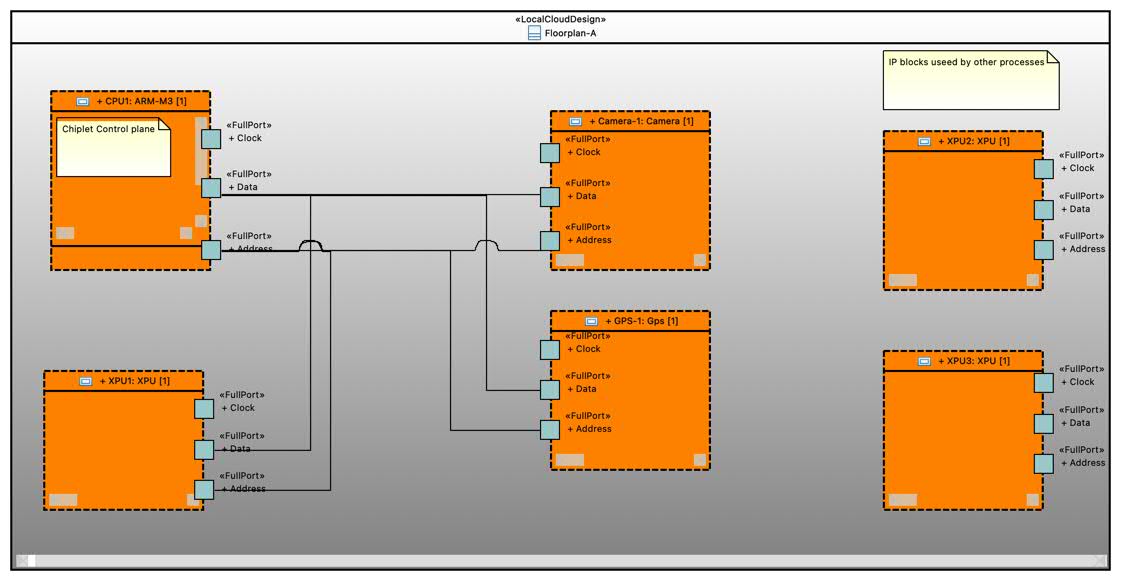 «LocalCloudDesign»
Floorplan-A
IP blocks useed by other processes
+ CPU1: ARM-M3 [1]
Chiplet Control plane
«FullPort»
+ Clock
«FullPort»
+ Data
«FullPort»
+ Address
+ Camera-1: Camera [1]
«FullPort»
+ Clock
«FullPort»
+ Data
«FullPort»
+ Address
+ XPU2: XPU [1]
«FullPort»
+ Clock
«FullPort»
+ Data
«FullPort»
+ Address
+ XPU1: XPU [1]
«FullPort»
+ Clock
«FullPort»
+ Data
«FullPort»
+ Address
+ GPS-1: Gps [1]
«FullPort»
+ Clock
«FullPort»
+ Data
«FullPort»
+ Address
+ XPU3: XPU [1]
«FullPort»
+ Clock
«FullPort»
+ Data
«FullPort»
+ Address